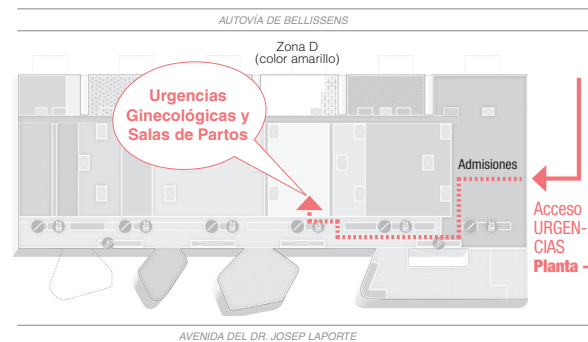 AUTOVÍA DE BELLISSENS
Zona D
(color amarillo)
Urgencias
Ginecológicas y
Salas de Partos
Admisiones
Acceso
URGEN-
CIAS
Planta -
AVENIDA DEL DR. JOSEP LAPORTE